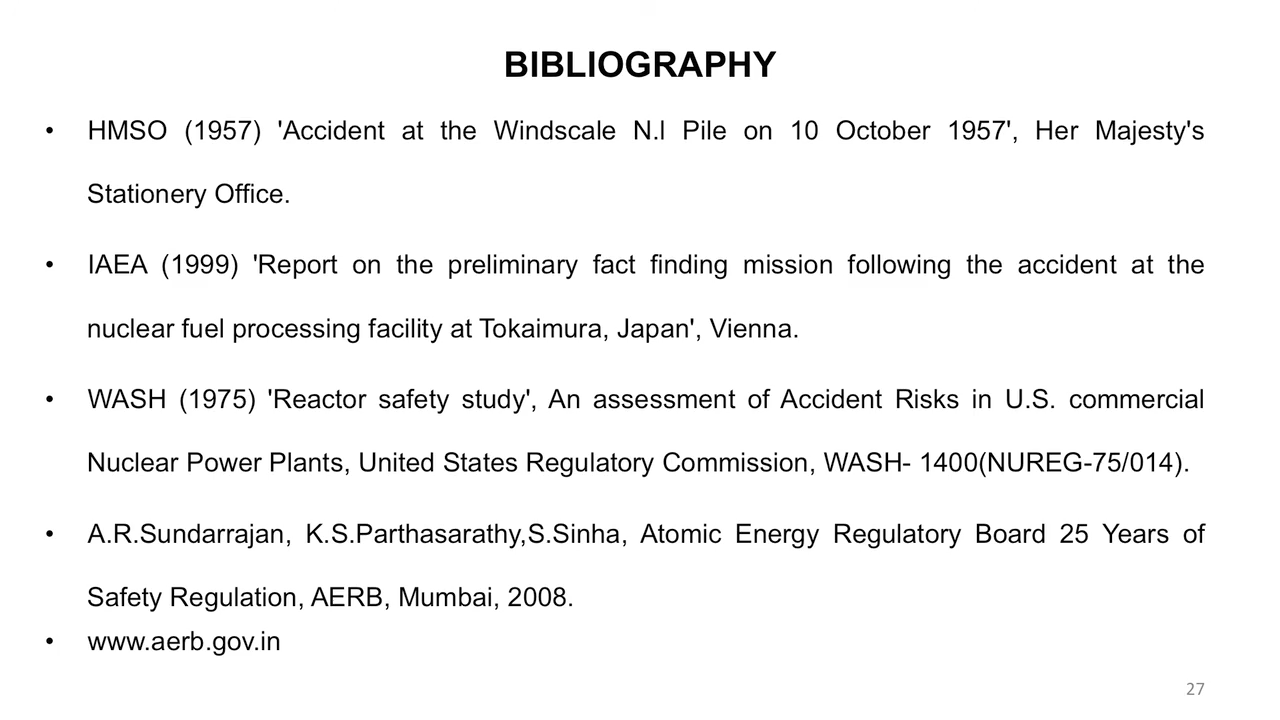 BIBLIOGRAPHY
• HMSO (1957) 'Accident at the Windscale N.l Pile on 10 October 1957', Her Majesty's
Stationery Office.
• IAEA (1999) 'Report on the preliminary fact finding mission following the accident at the
nuclear fuel processing facility at Tokaimura, Japan', Vienna.
• WASH (1975) 'Reactor safety study', An assessment of Accident Risks in U.S. commercial
Nuclear Power Plants, United States Regulatory Commission, WASH- 1400(NUREG-75/014).
• A.R.Sundarrajan, K.S.Parthasarathy,S.Sinha, Atomic Energy Regulatory Board 25 Years of
Safety Regulation, AERB, Mumbai, 2008.
• www.aerb.gov.in
27